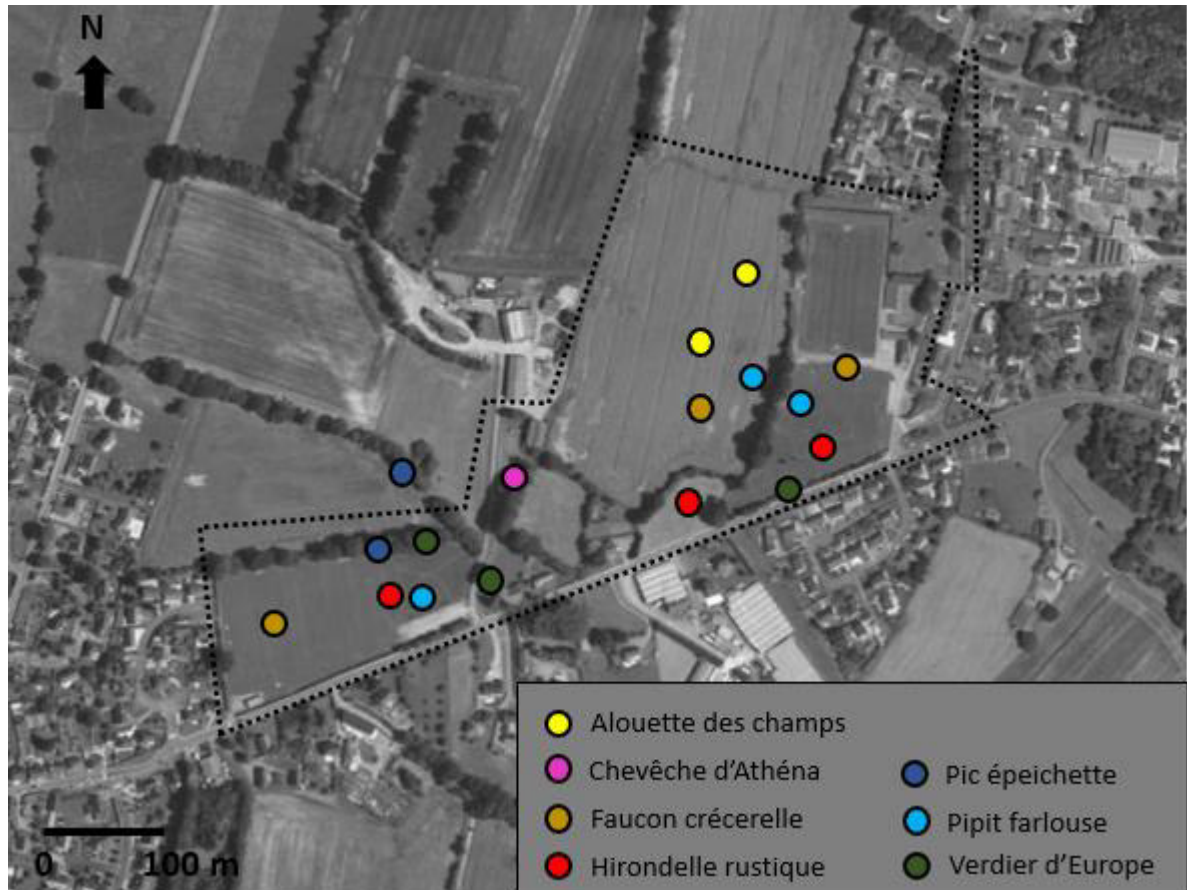 N
Alouette des champs
Chevêche d'Athéna
Faucon crécerelle
Hirondelle rustique
Pic épeichette
Pipit farlouse
Verdier d'Europe
0 100 m